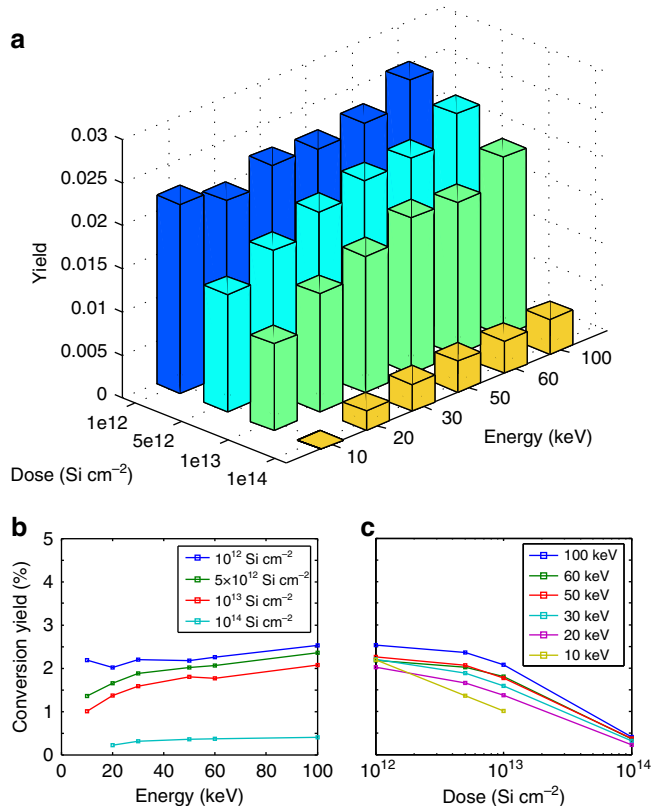 a
0.03
0.025
0.02
0.015
0.01
0.005
0
Yield
1e12
5e12
1e13
1e14
Dose (Si cm⁻²)
10
20
30
50
60
100
Energy (keV)
b
5
4
3
2
1
0
Conversion yield (%)
0 20 40 60 80 100
Energy (keV)
10¹² Si cm⁻²
5×10¹² Si cm⁻²
10¹³ Si cm⁻²
10¹⁴ Si cm⁻²
c
100 keV
60 keV
50 keV
30 keV
20 keV
10 keV
10¹² 10¹³ 10¹⁴
Dose (Si cm⁻²)